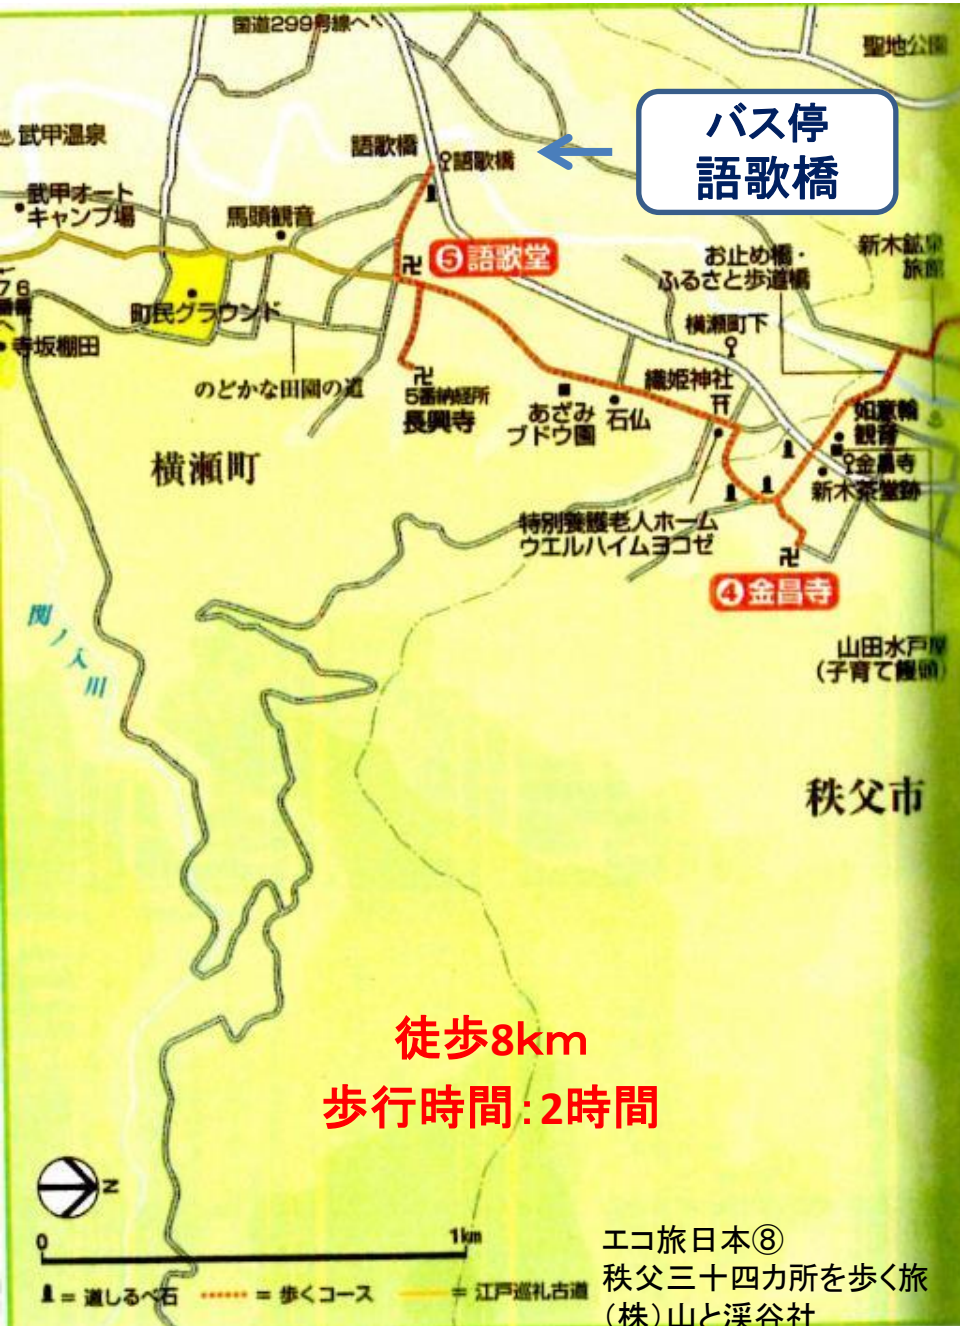 国道299号線へ
聖地公園
バス停
語歌橋
武甲温泉
語歌橋
語歌橋
武甲オート
キャンプ場
馬頭観音
⑤語歌堂
お止め橋・
ふるさと歩道橋
新木鉱泉
旅館
町民グラウンド
寺坂棚田
横瀬町下
のどかな田園の道
織姫神社
5番納経所
長興寺
あざみ
ブドウ園
石仏
如意輪
観音
金昌寺
新木茶堂跡
横瀬町
特別養護老人ホーム
ウエルハイムヨコゼ
④金昌寺
関ノ入川
山田水戸屋
(子育て饅頭)
秩父市
徒歩8km
歩行時間:2時間
N
0
1km
=道しるべ石
=歩くコース
=江戸巡礼古道
エコ旅日本⑧
秩父三十四カ所を歩く旅
(株)山と渓谷社